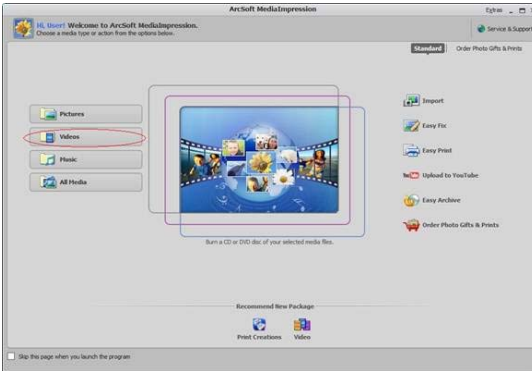 ArcSoft MediaImpression
Extras
Hi, User! Welcome to ArcSoft MediaImpression.
Choose a media type or action from the options below.
Service & Support
Standard
Order Photo Gifts & Prints
Pictures
Videos
Music
All Media
Import
Easy Fix
Easy Print
You Tube Upload to YouTube
Easy Archive
Order Photo Gifts & Prints
Burn a CD or DVD disc of your selected media files.
Recommend New Package
Print Creations
Video
Skip this page when you launch the program